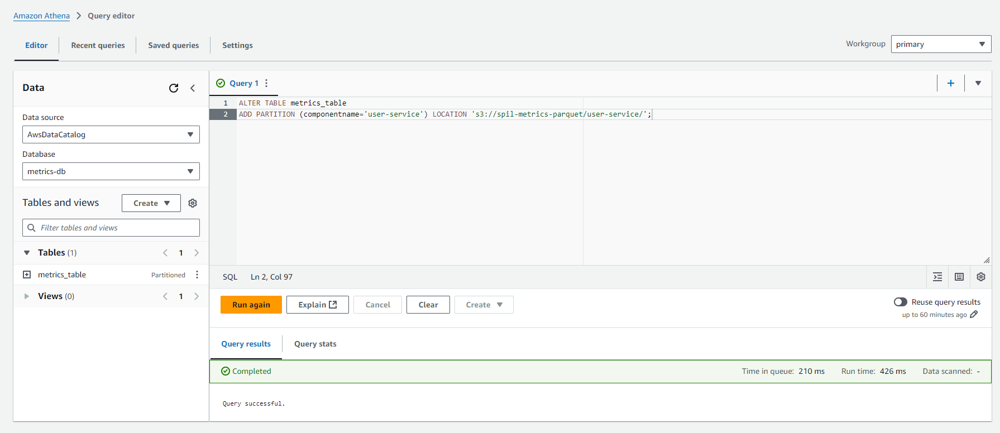 Amazon Athena > Query editor
Editor
Recent queries
Saved queries
Settings
Workgroup
primary
Data
Data source
AwsDataCatalog
Database
metrics-db
Tables and views
Create
Filter tables and views
Tables (1)
< 1 >
metrics_table
Partitioned
Views (0)
< 1 >
Query 1
1 ALTER TABLE metrics_table
2 ADD PARTITION (componentname='user-service') LOCATION 's3://spil-metrics-parquet/user-service/';
SQL
Ln 2, Col 97
Run again
Explain
Cancel
Clear
Create
Reuse query results
up to 60 minutes ago
Query results
Query stats
Completed
Time in queue: 210 ms
Run time: 426 ms
Data scanned: -
Query successful.